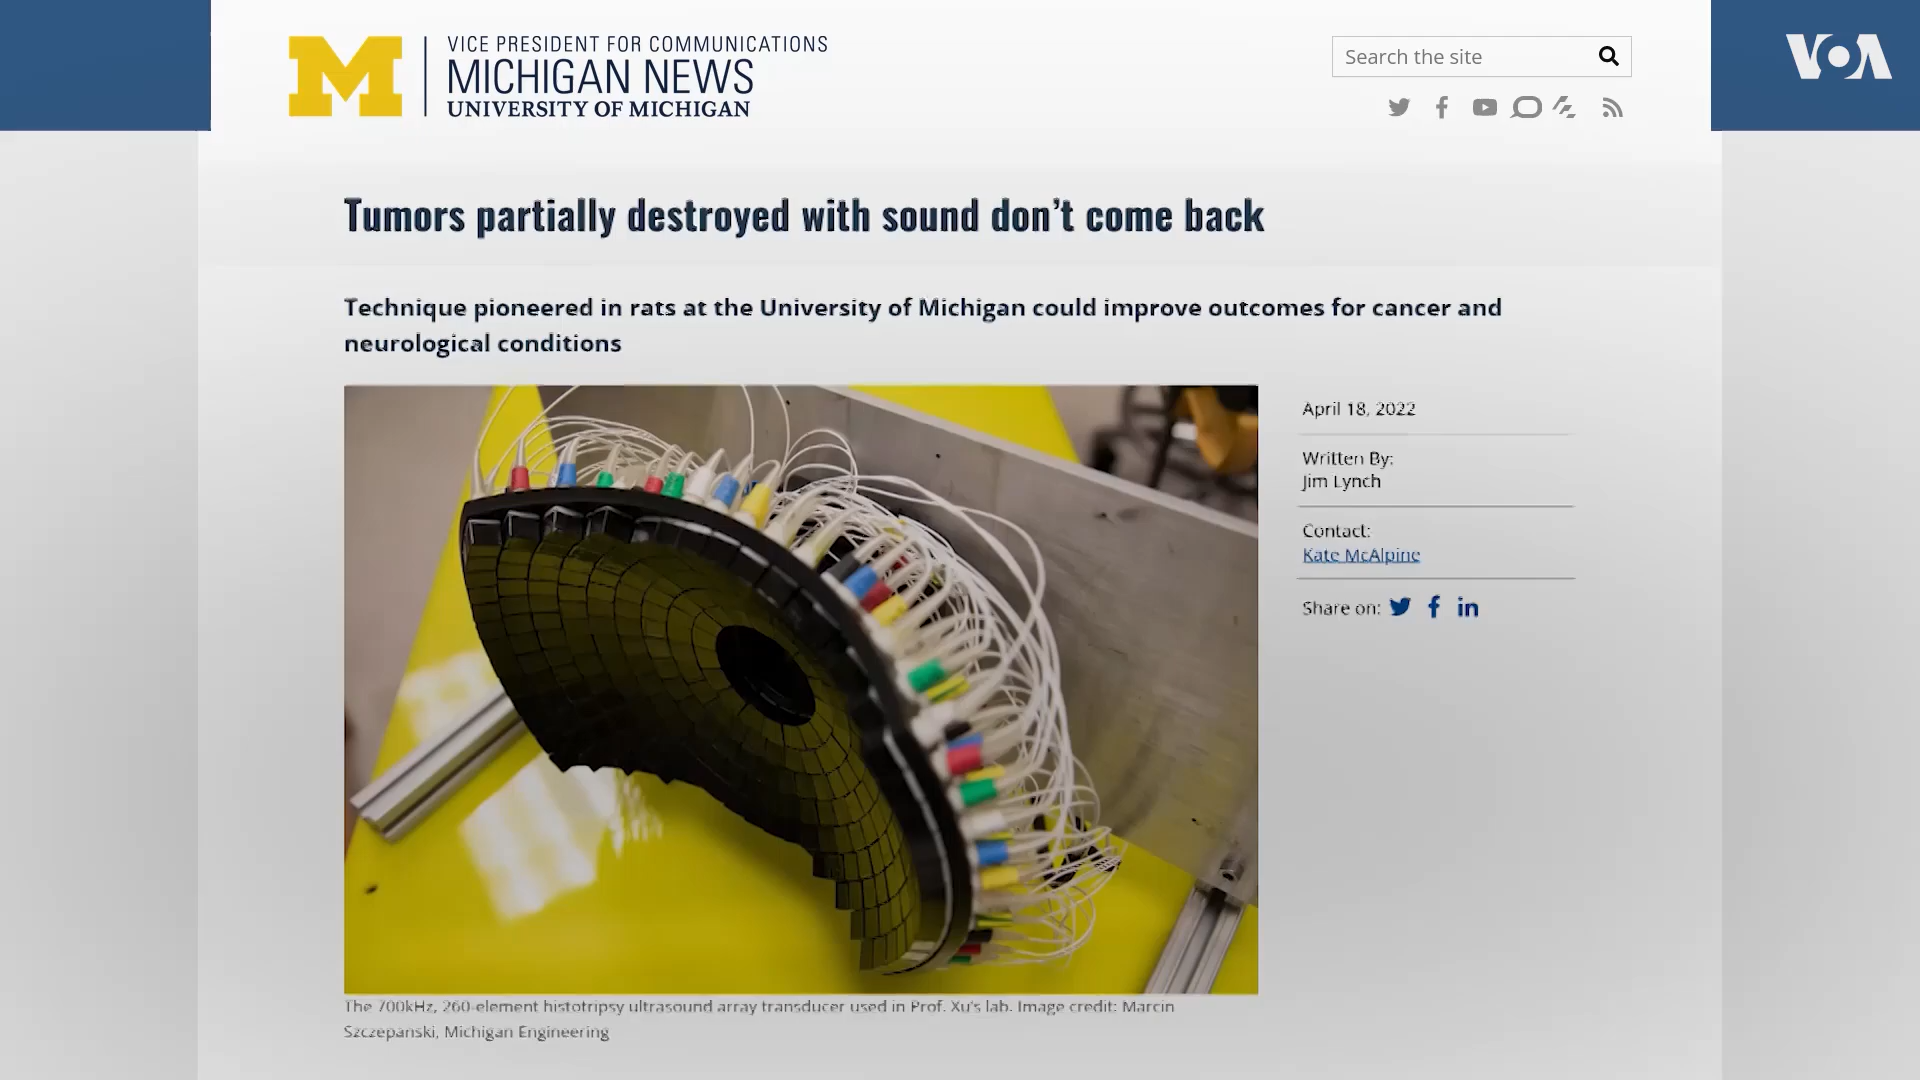 VOA
VICE PRESIDENT FOR COMMUNICATIONS
MICHIGAN NEWS
UNIVERSITY OF MICHIGAN
Search the site
Tumors partially destroyed with sound don’t come back
Technique pioneered in rats at the University of Michigan could improve outcomes for cancer and
neurological conditions
April 18, 2022
Written By:
Jim Lynch
Contact:
Kate McAlpine
Share on:
The 700kHz, 260-element histotripsy ultrasound array transducer used in Prof. Xu's lab. Image credit: Marcin
Szczepanski, Michigan Engineering